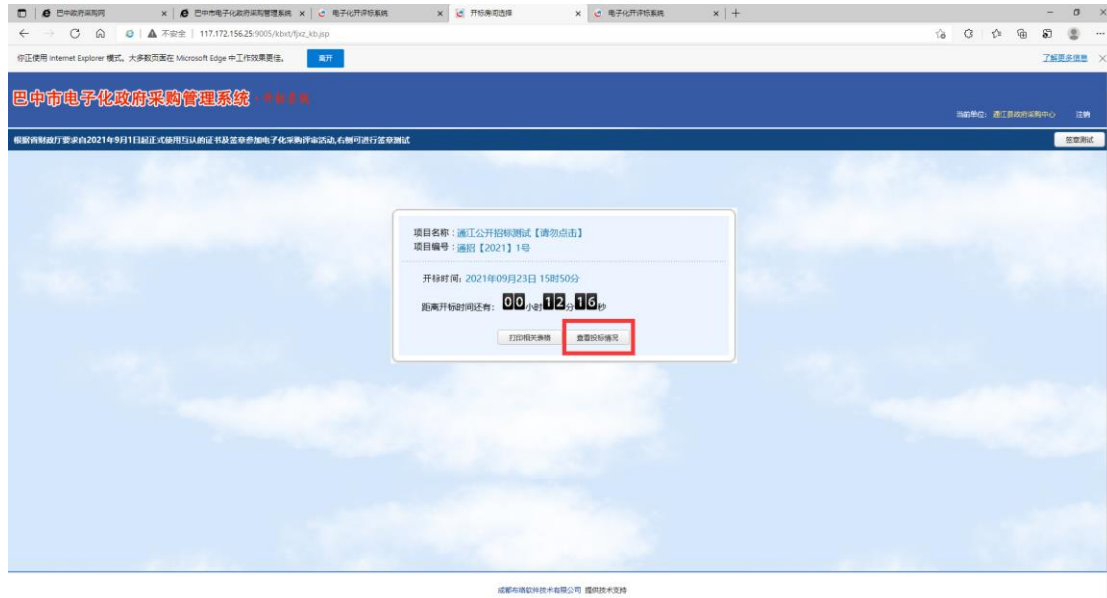 巴中政府采购网
巴中市电子化政府采购管理系统
电子化开评标系统
开标房间选择
电子化开评标系统
不安全 117.172.156.25:9005/kbxt/fjxz_kb.jsp
你正使用 Internet Explorer 模式。大多数页面在 Microsoft Edge 中工作效果更佳。 离开 了解更多信息
巴中市电子化政府采购管理系统
当前单位：通江县政府采购中心 注销
根据省财政厅要求自2021年9月1日起正式使用互认的证书及签章参加电子化采购评审活动,右侧可进行签章测试 签章测试
项目名称：通江公开招标测试【请勿点击】
项目编号：通招【2021】1号
开标时间：2021年09月23日 15时50分
距离开标时间还有：00小时12分16秒
打印相关表格 查看投标情况
成都布络软件技术有限公司 提供技术支持